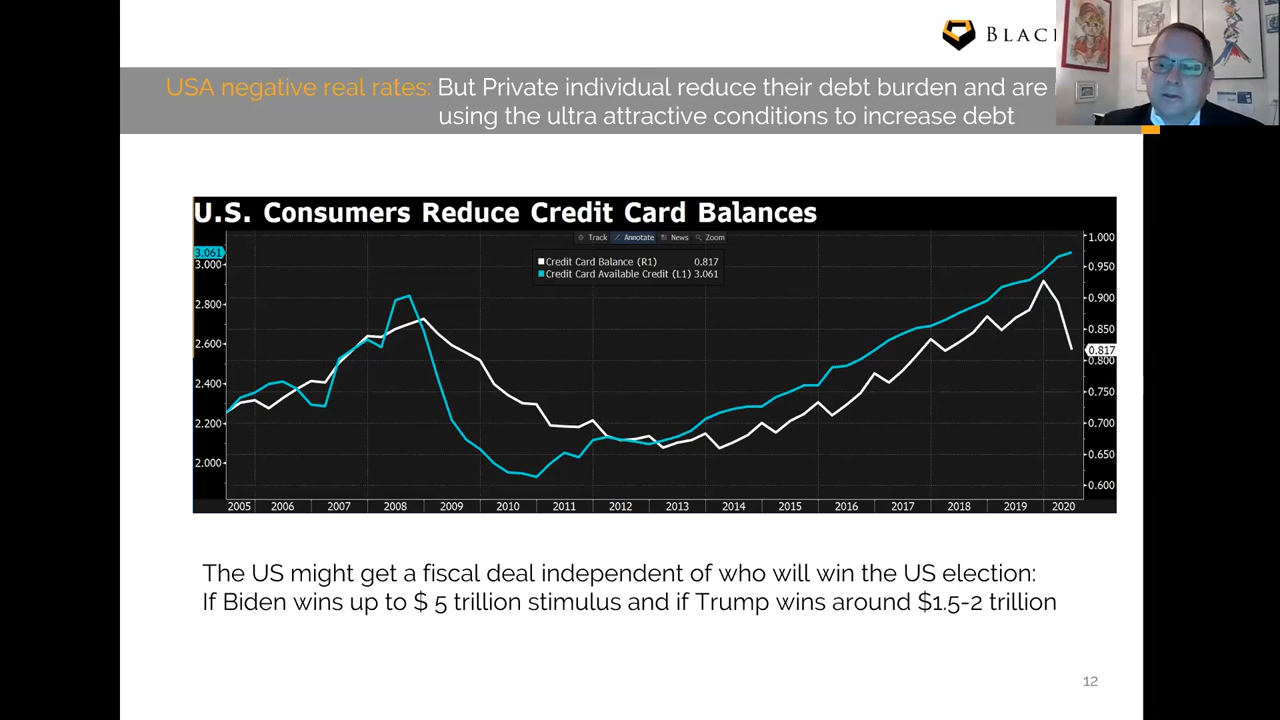 BLAC
USA negative real rates: But Private individual reduce their debt burden and are
using the ultra attractive conditions to increase debt
U.S. Consumers Reduce Credit Card Balances
Track Annotate News Zoom
Credit Card Balance (R1) 0.817
Credit Card Available Credit (L1) 3.061
3.061
3.000
2.800
2.600
2.400
2.200
2.000
1.000
0.950
0.900
0.850
0.817
0.800
0.750
0.700
0.650
0.600
2005 2006 2007 2008 2009 2010 2011 2012 2013 2014 2015 2016 2017 2018 2019 2020
The US might get a fiscal deal independent of who will win the US election:
If Biden wins up to $ 5 trillion stimulus and if Trump wins around $1.5-2 trillion
12